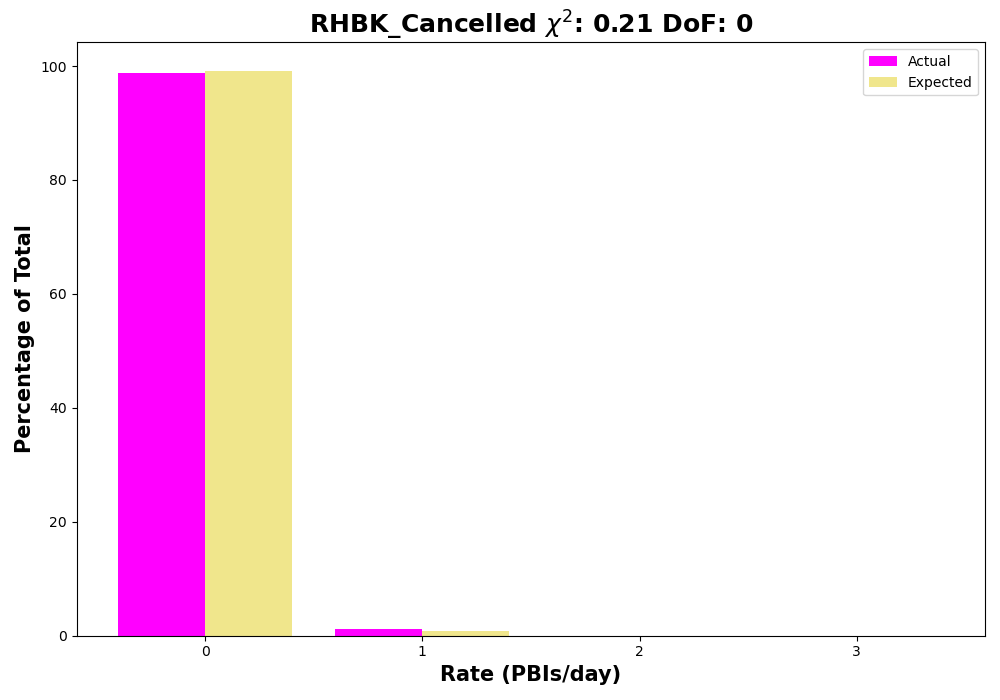 RHBK_Cancelled χ²: 0.21 DoF: 0
Actual
Expected
Percentage of Total
100
80
60
40
20
0
0 1 2 3
Rate (PBIs/day)